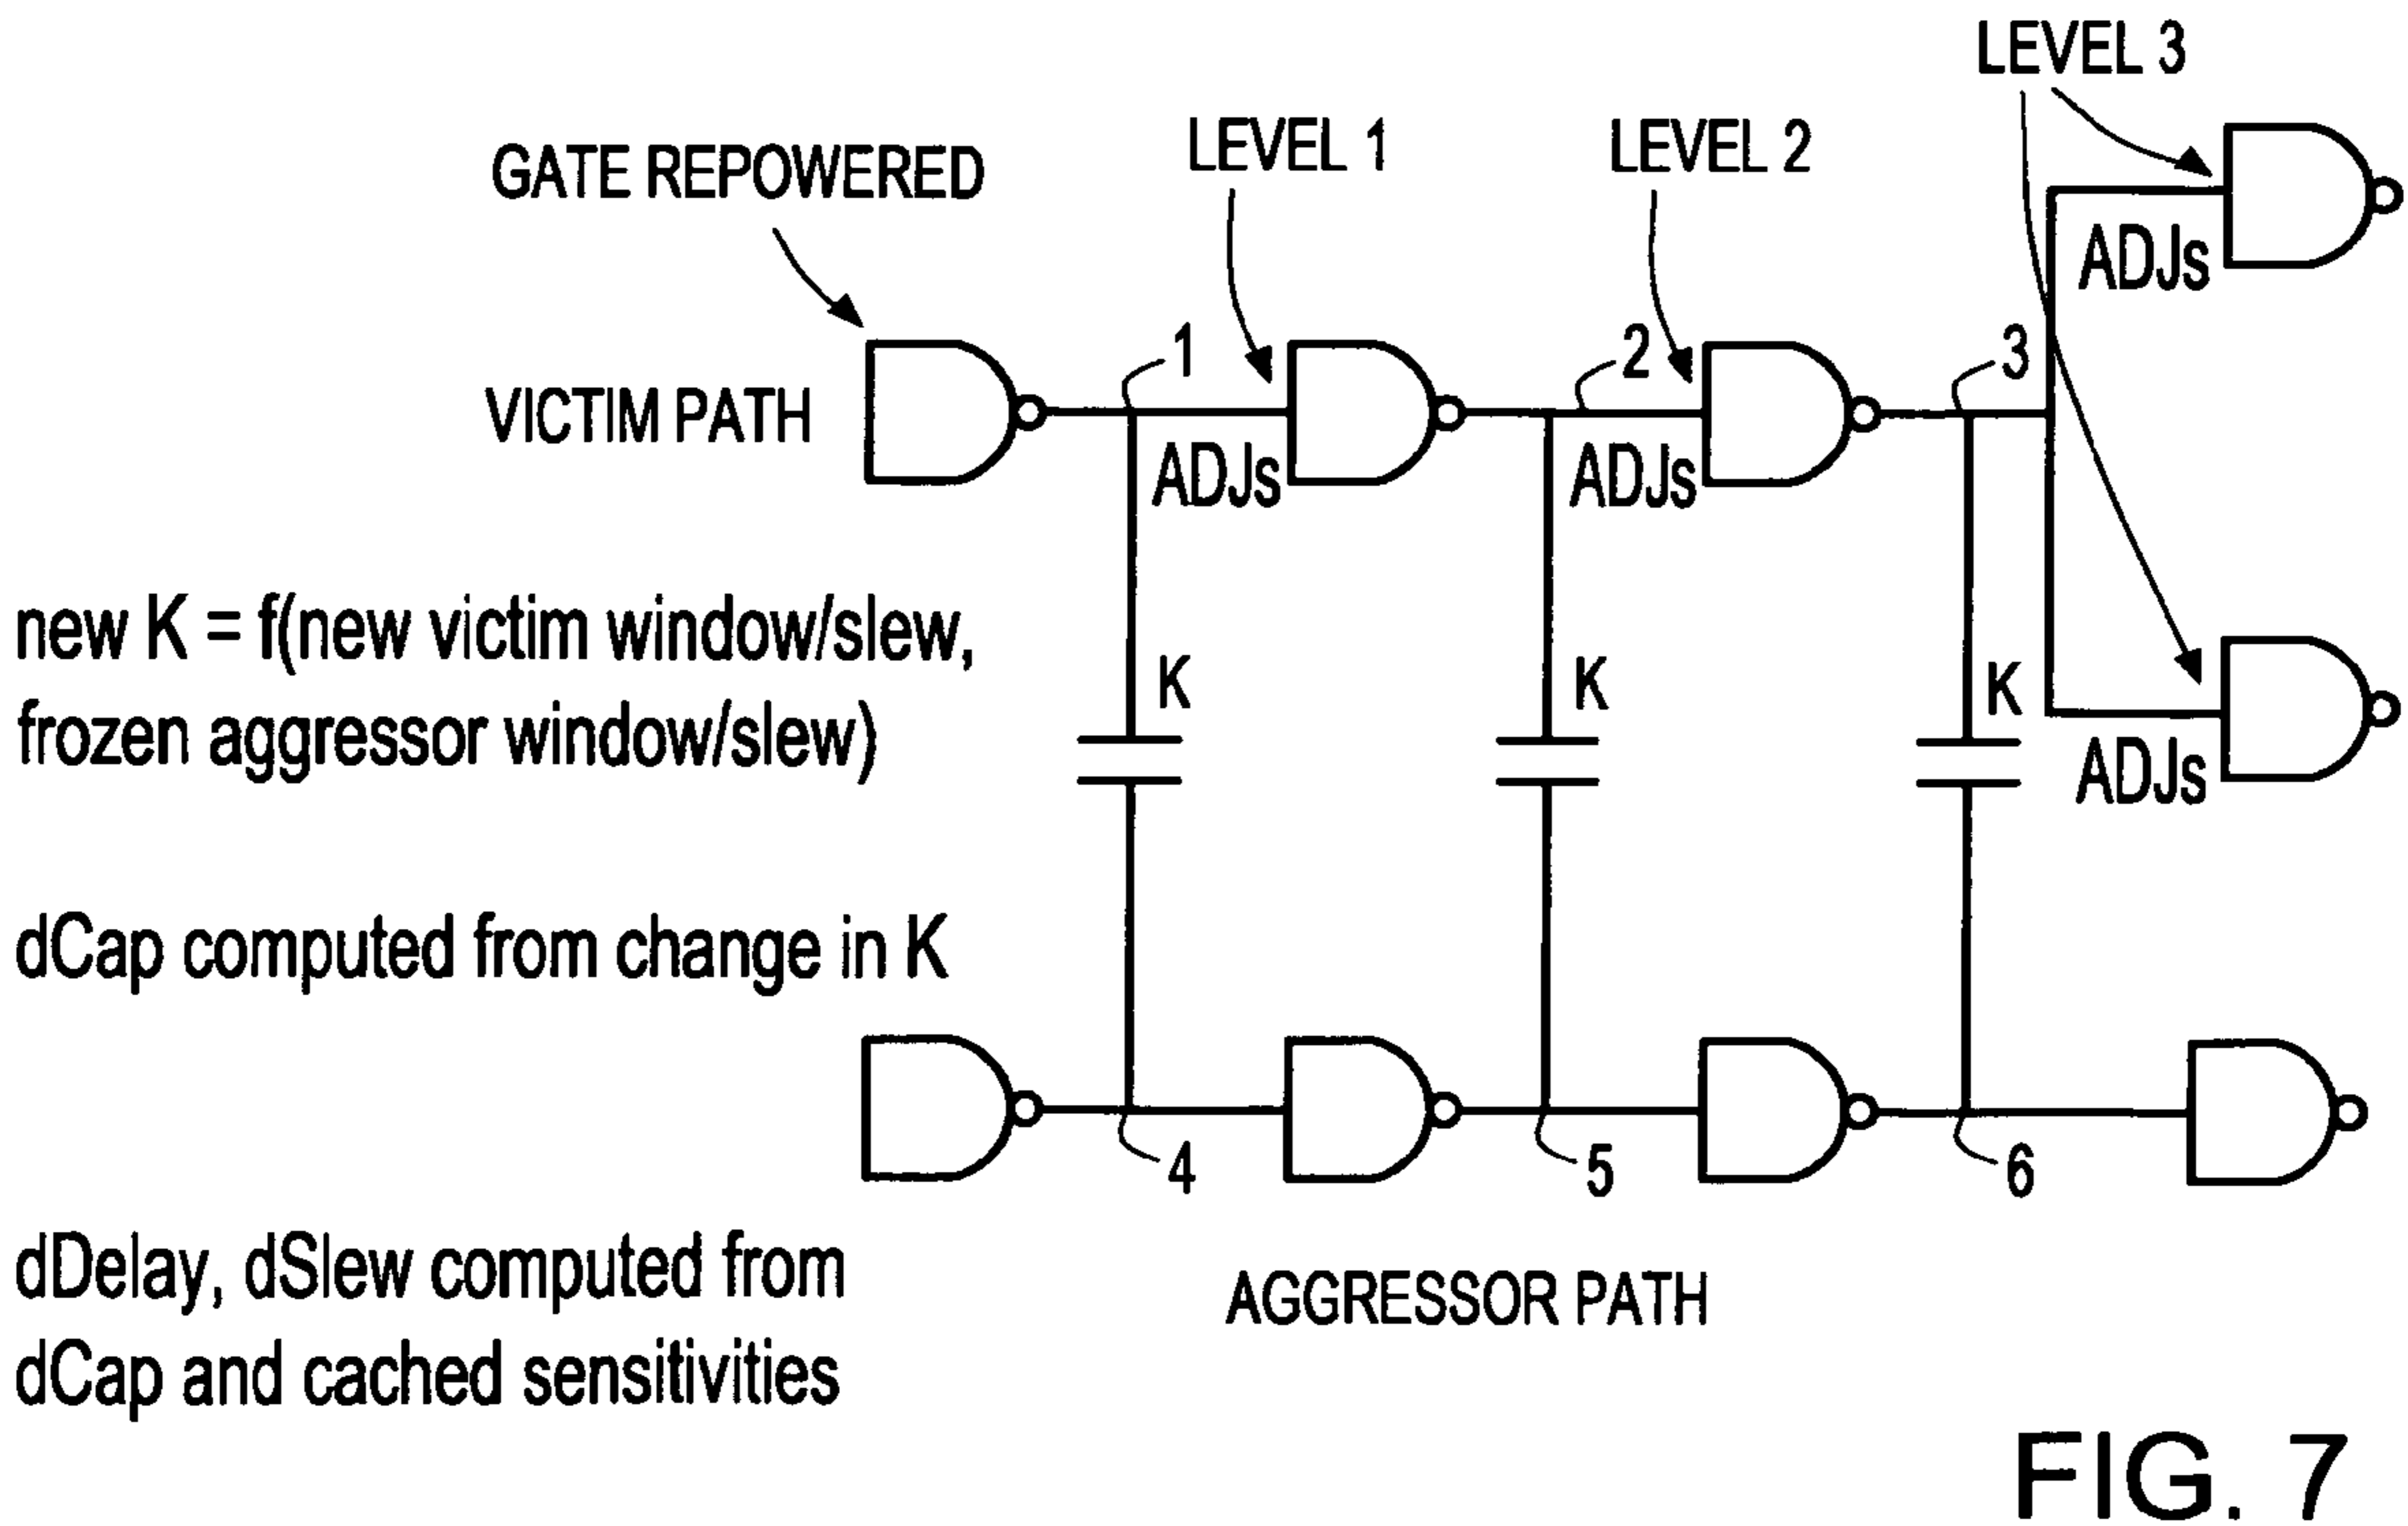 LEVEL 3
LEVEL 1
LEVEL 2
GATE REPOWERED
ADJs
1
2
3
VICTIM PATH
ADJs
ADJs
new K = f(new victim window/slew,
frozen aggressor window/slew)
K
K
K
ADJs
dCap computed from change in K
4
5
6
dDelay, dSlew computed from
dCap and cached sensitivities
AGGRESSOR PATH
FIG. 7